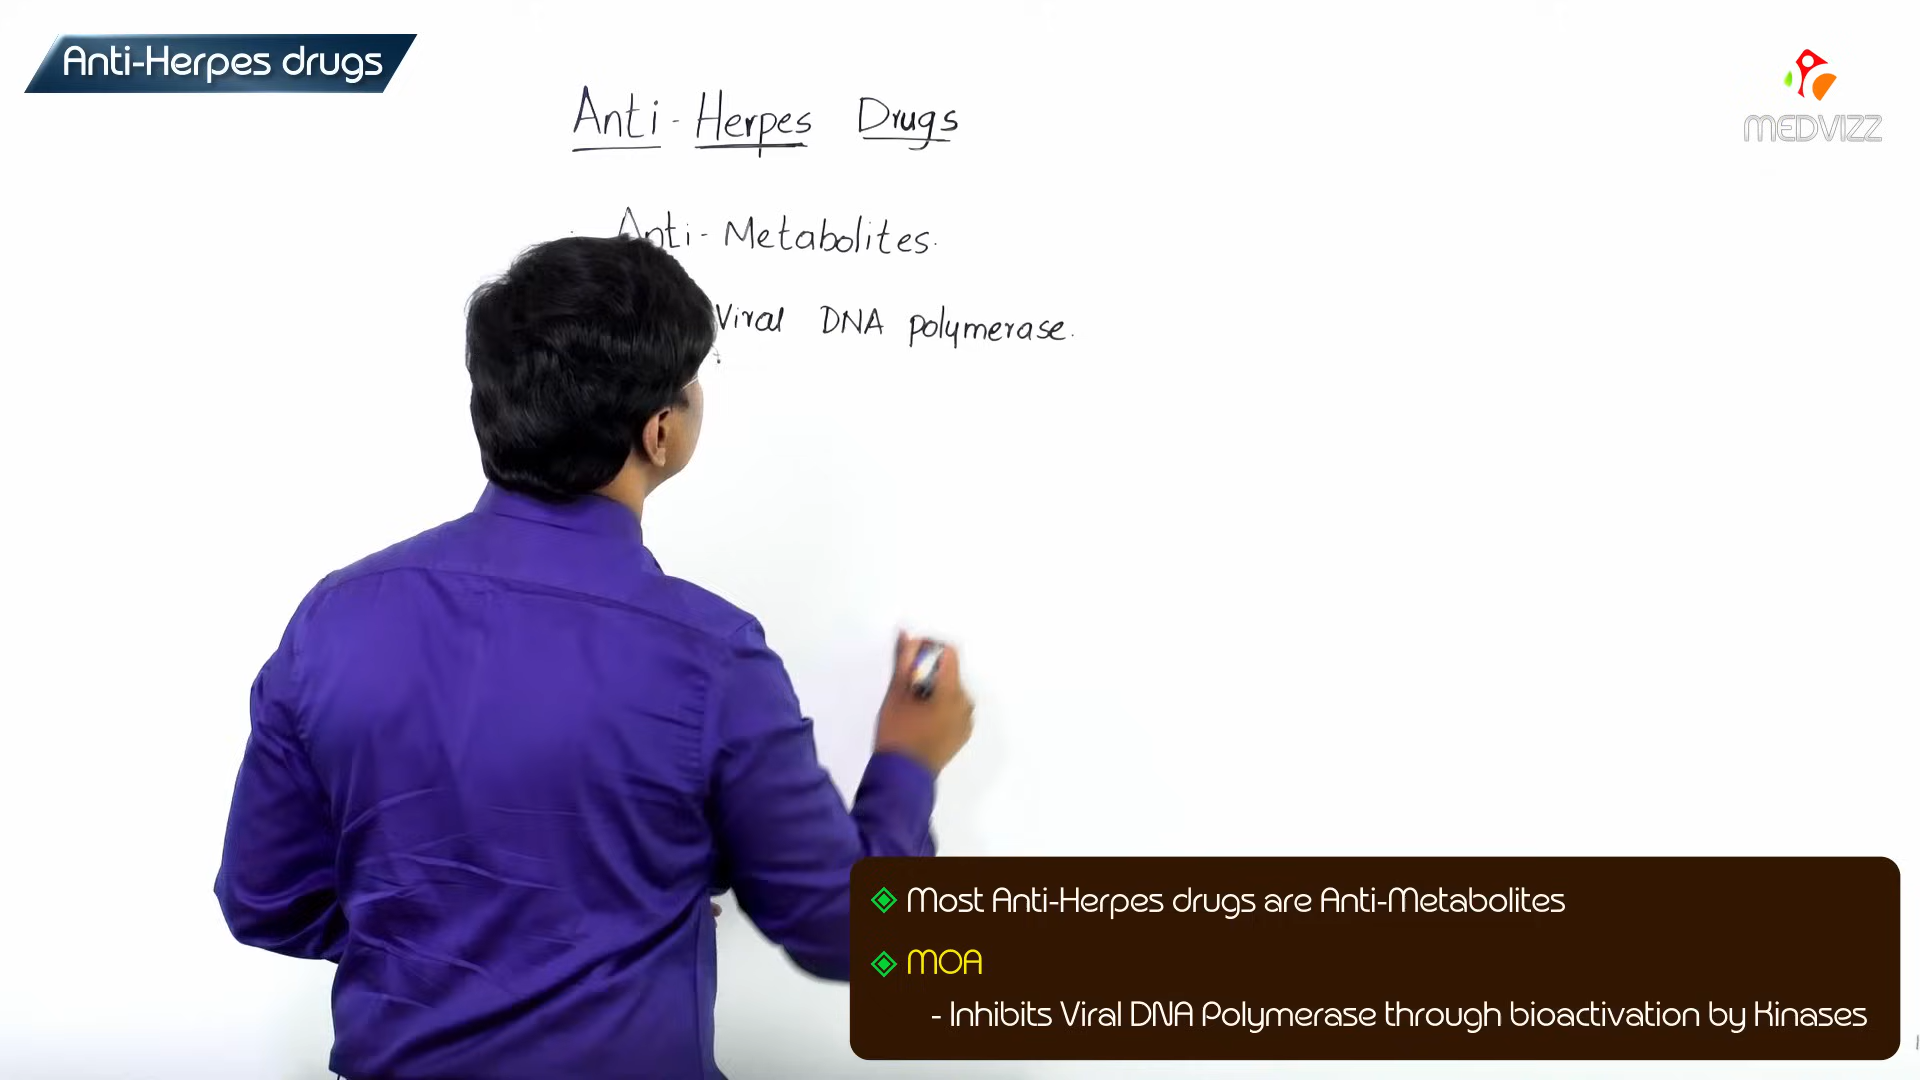 Anti-Herpes drugs
Anti-Herpes Drugs
MEDVIZZ
Anti-Metabolites.
Viral DNA polymerase.
Most Anti-Herpes drugs are Anti-Metabolites
MOA
- Inhibits Viral DNA Polymerase through bioactivation by Kinases